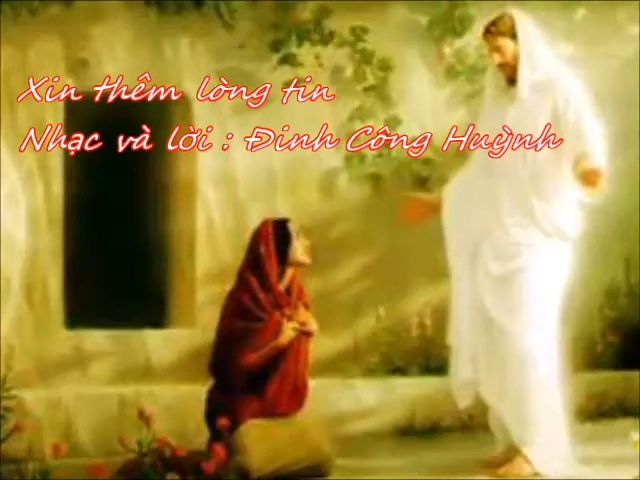 Xin thêm lòng tin
Nhạc và lời : Đinh Công Huỳnh